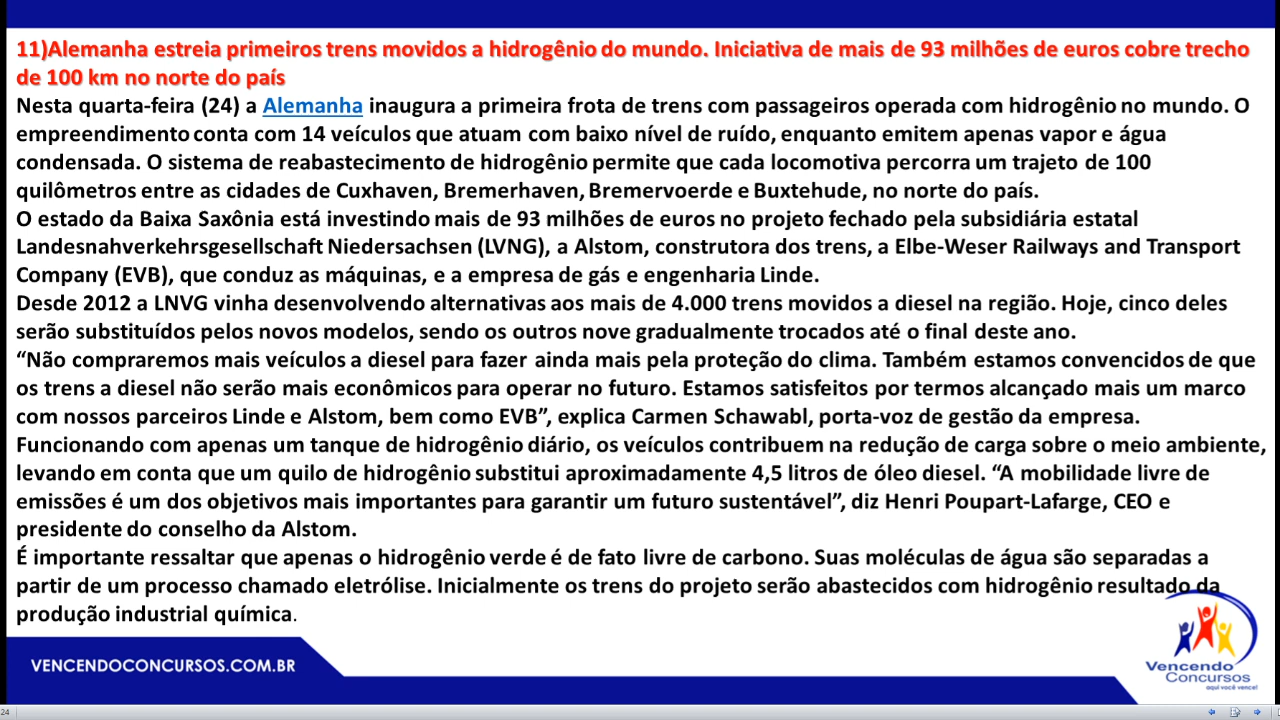 11)Alemanha estreia primeiros trens movidos a hidrogênio do mundo. Iniciativa de mais de 93 milhões de euros cobre trecho
de 100 km no norte do país
Nesta quarta-feira (24) a Alemanha inaugura a primeira frota de trens com passageiros operada com hidrogênio no mundo. O
empreendimento conta com 14 veículos que atuam com baixo nível de ruído, enquanto emitem apenas vapor e água
condensada. O sistema de reabastecimento de hidrogênio permite que cada locomotiva percorra um trajeto de 100
quilômetros entre as cidades de Cuxhaven, Bremerhaven, Bremervoerde e Buxtehude, no norte do país.
O estado da Baixa Saxônia está investindo mais de 93 milhões de euros no projeto fechado pela subsidiária estatal
Landesnahverkehrsgesellschaft Niedersachsen (LVNG), a Alstom, construtora dos trens, a Elbe-Weser Railways and Transport
Company (EVB), que conduz as máquinas, e a empresa de gás e engenharia Linde.
Desde 2012 a LNVG vinha desenvolvendo alternativas aos mais de 4.000 trens movidos a diesel na região. Hoje, cinco deles
serão substituídos pelos novos modelos, sendo os outros nove gradualmente trocados até o final deste ano.
“Não compraremos mais veículos a diesel para fazer ainda mais pela proteção do clima. Também estamos convencidos de que
os trens a diesel não serão mais econômicos para operar no futuro. Estamos satisfeitos por termos alcançado mais um marco
com nossos parceiros Linde e Alstom, bem como EVB”, explica Carmen Schawabl, porta-voz de gestão da empresa.
Funcionando com apenas um tanque de hidrogênio diário, os veículos contribuem na redução de carga sobre o meio ambiente,
levando em conta que um quilo de hidrogênio substitui aproximadamente 4,5 litros de óleo diesel. “A mobilidade livre de
emissões é um dos objetivos mais importantes para garantir um futuro sustentável”, diz Henri Poupart-Lafarge, CEO e
presidente do conselho da Alstom.
É importante ressaltar que apenas o hidrogênio verde é de fato livre de carbono. Suas moléculas de água são separadas a
partir de um processo chamado eletrólise. Inicialmente os trens do projeto serão abastecidos com hidrogênio resultado da
produção industrial química.
VENCENDOCONCURSOS.COM.BR
Vencendo
Concursos
aqui você vence!
24